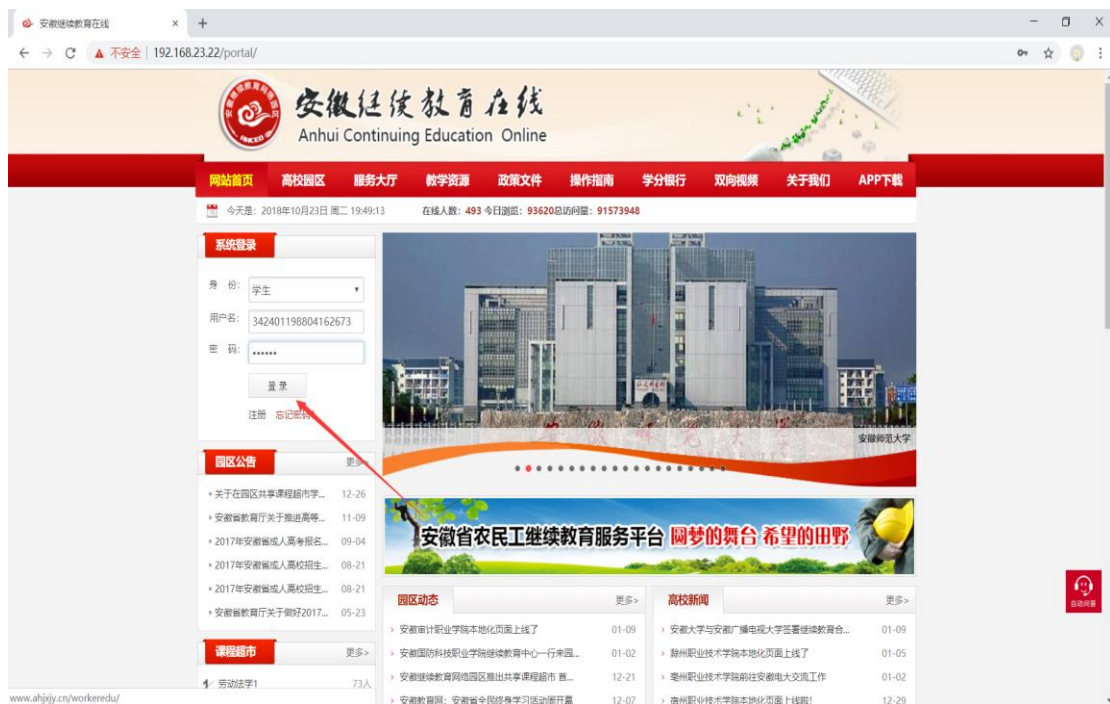 安徽继续教育在线
不安全 | 192.168.23.22/portal/
安徽继续教育在线
Anhui Continuing Education Online
网站首页 高校园区 服务大厅 教学资源 政策文件 操作指南 学分银行 双向视频 关于我们 APP下载
今天是：2018年10月23日 周二 19:49:13 在线人数：493 今日浏览：93620总访问量：91573948
系统登录
身 份： 学生
用户名： 342401198804162673
密 码： ••••••
登 录
注册 忘记密码
安徽师范大学
安徽师范大学
园区公告 更多>
关于在园区共享课程超市学... 12-26
安徽省教育厅关于推进高等... 11-09
2017年安徽省成人高考报名... 09-04
2017年安徽省成人高校招生... 08-21
2017年安徽省成人高校招生... 08-21
安徽省教育厅关于做好2017... 05-23
安徽省农民工继续教育服务平台 圆梦的舞台 希望的田野
园区动态 更多>
安徽审计职业学院本地化页面上线了 01-09
安徽国防科技职业学院继续教育中心一行来园... 01-02
安徽继续教育网络园区推出共享课程超市 首... 12-21
安徽教育网：安徽省全民终身学习活动周开幕 12-07
高校新闻 更多>
安徽大学与安徽广播电视大学签署继续教育合... 01-09
滁州职业技术学院本地化页面上线了 01-05
亳州职业技术学院前往安徽电大交流工作 01-02
宿州职业技术学院本地化页面上线啦! 12-29
自动问答
课程超市 更多>
1 劳动法学1 73人
www.ahjxjy.cn/workeredu/